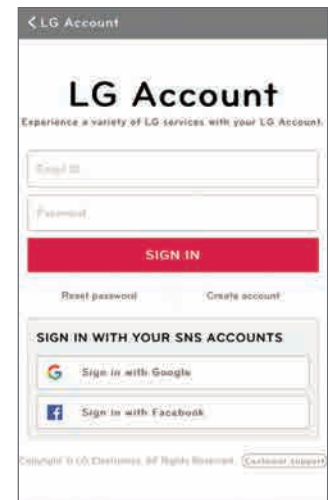 LG Account
LG Account
Experience a variety of LG services with your LG Account.
Email ID
Password
SIGN IN
Reset password Create account
SIGN IN WITH YOUR SNS ACCOUNTS
Sign in with Google
Sign in with Facebook
Copyright © LG Electronics. All Rights Reserved. Customer support